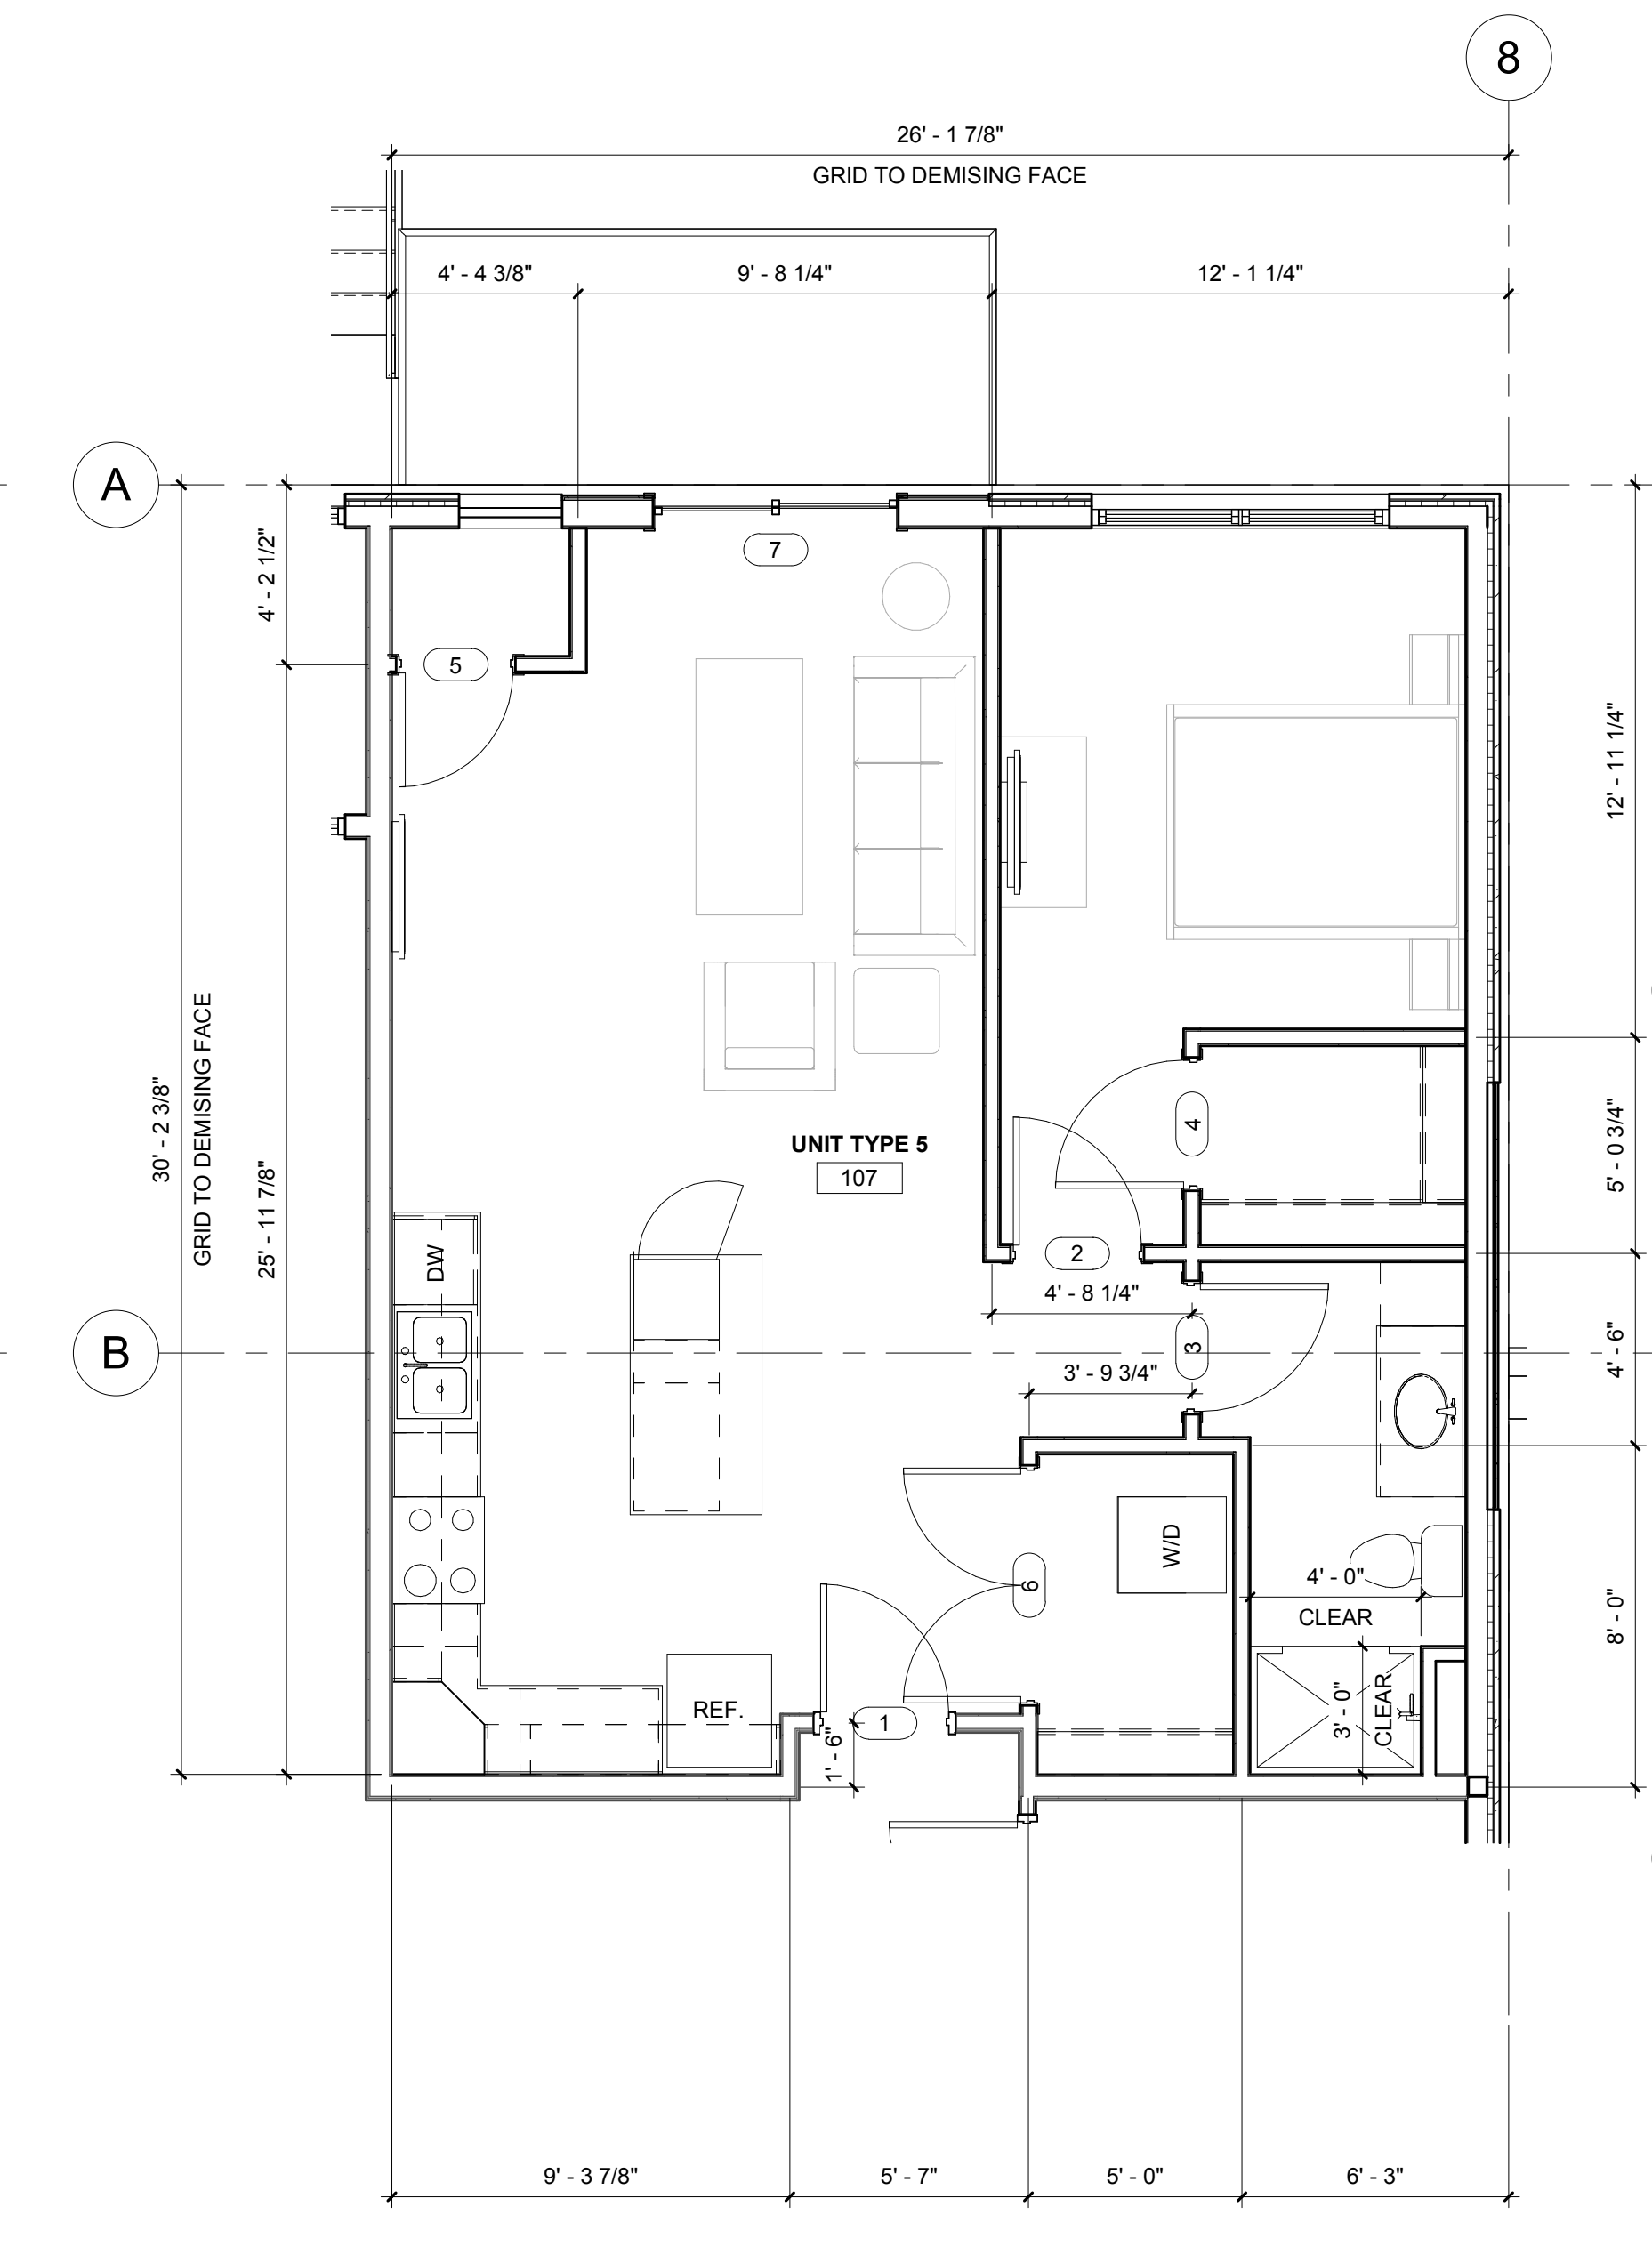 8
26' - 1 7/8"
GRID TO DEMISING FACE
4' - 4 3/8"
9' - 8 1/4"
12' - 1 1/4"
A
4' - 2 1/2"
7
5
12' - 11 1/4"
30' - 2 3/8"
GRID TO DEMISING FACE
25' - 11 7/8"
UNIT TYPE 5
107
4
5' - 0 3/4"
DW
2
4' - 8 1/4"
B
3
4' - 6"
3' - 9 3/4"
W/D
6
4' - 0"
CLEAR
8' - 0"
REF.
1
1' - 6"
3' - 0"
CLEAR
9' - 3 7/8"
5' - 7"
5' - 0"
6' - 3"